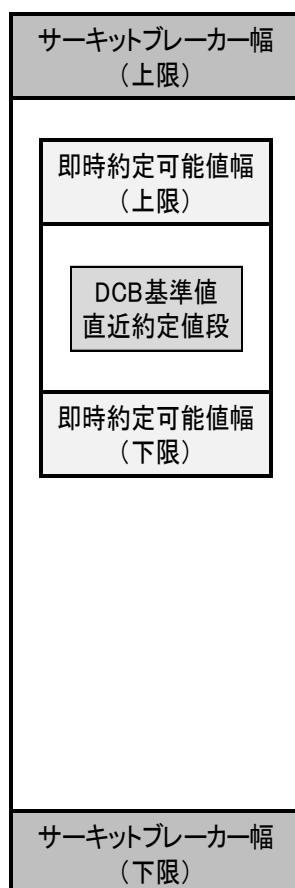 サーキットブレーカー幅
（上限）
即時約定可能値幅
（上限）
DCB基準値
直近約定値段
即時約定可能値幅
（下限）
サーキットブレーカー幅
（下限）